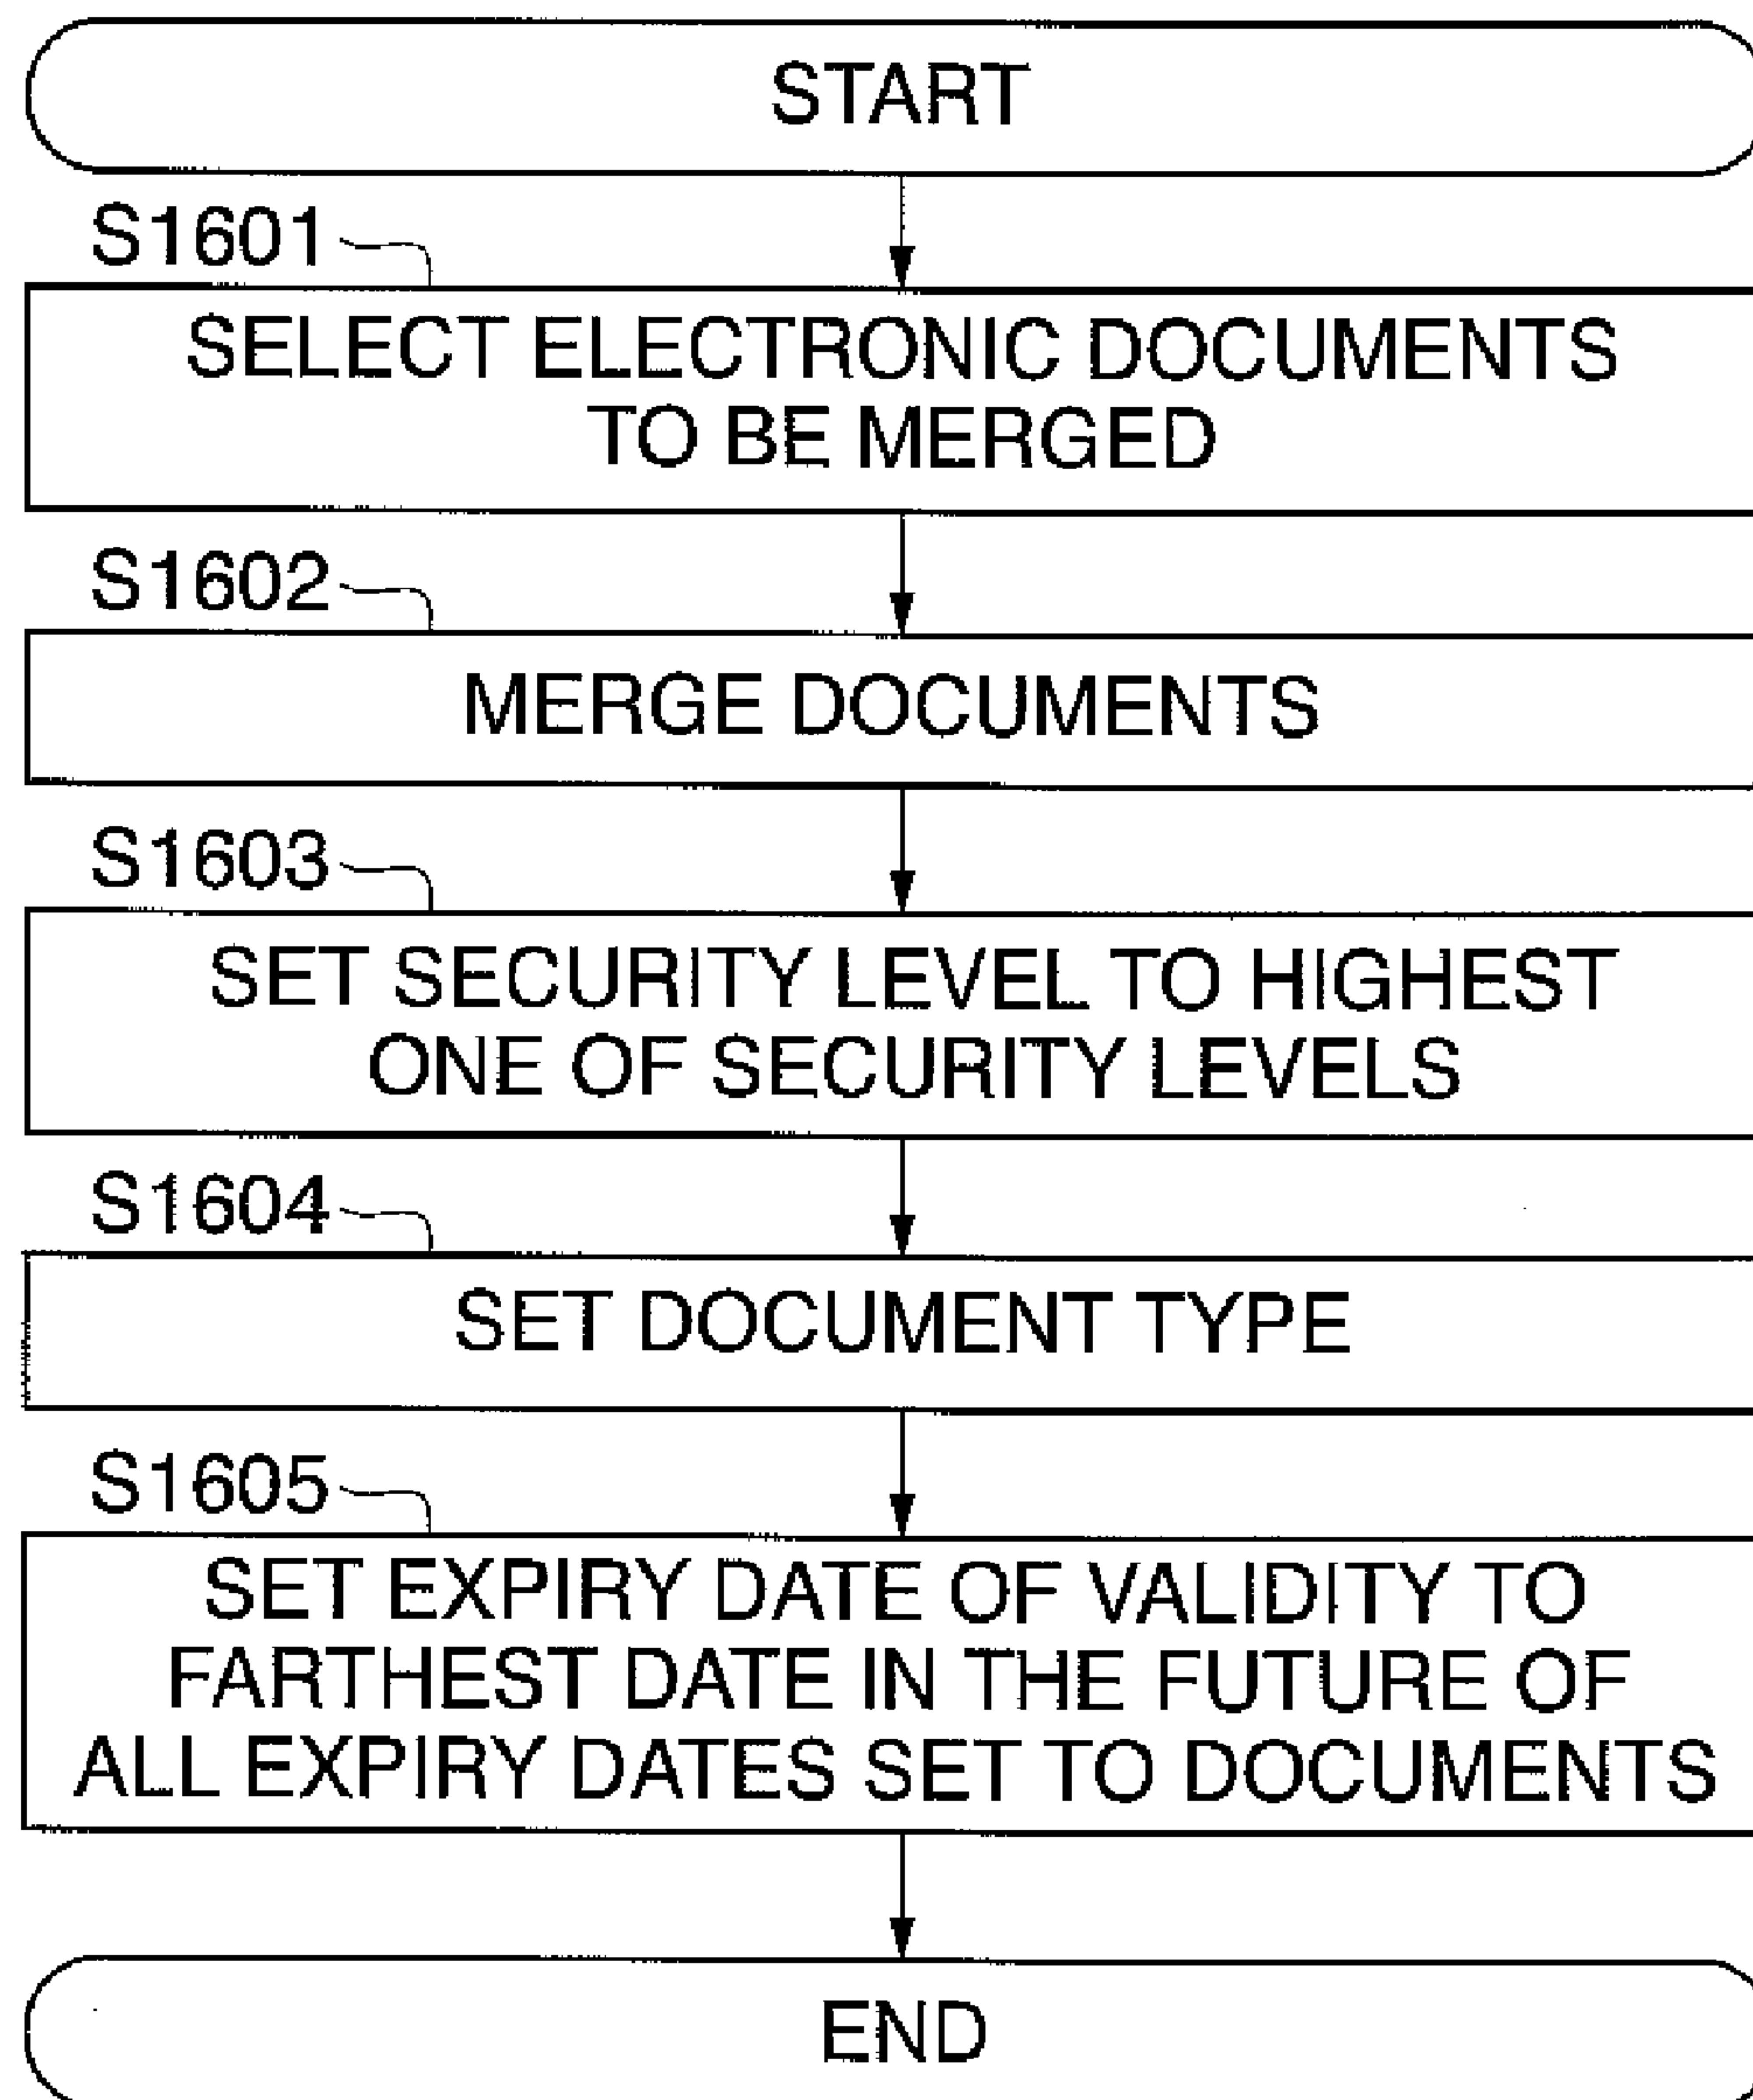 START
S1601
SELECT ELECTRONIC DOCUMENTS
TO BE MERGED
S1602
MERGE DOCUMENTS
S1603
SET SECURITY LEVEL TO HIGHEST
ONE OF SECURITY LEVELS
S1604
SET DOCUMENT TYPE
S1605
SET EXPIRY DATE OF VALIDITY TO
FARTHEST DATE IN THE FUTURE OF
ALL EXPIRY DATES SET TO DOCUMENTS
END